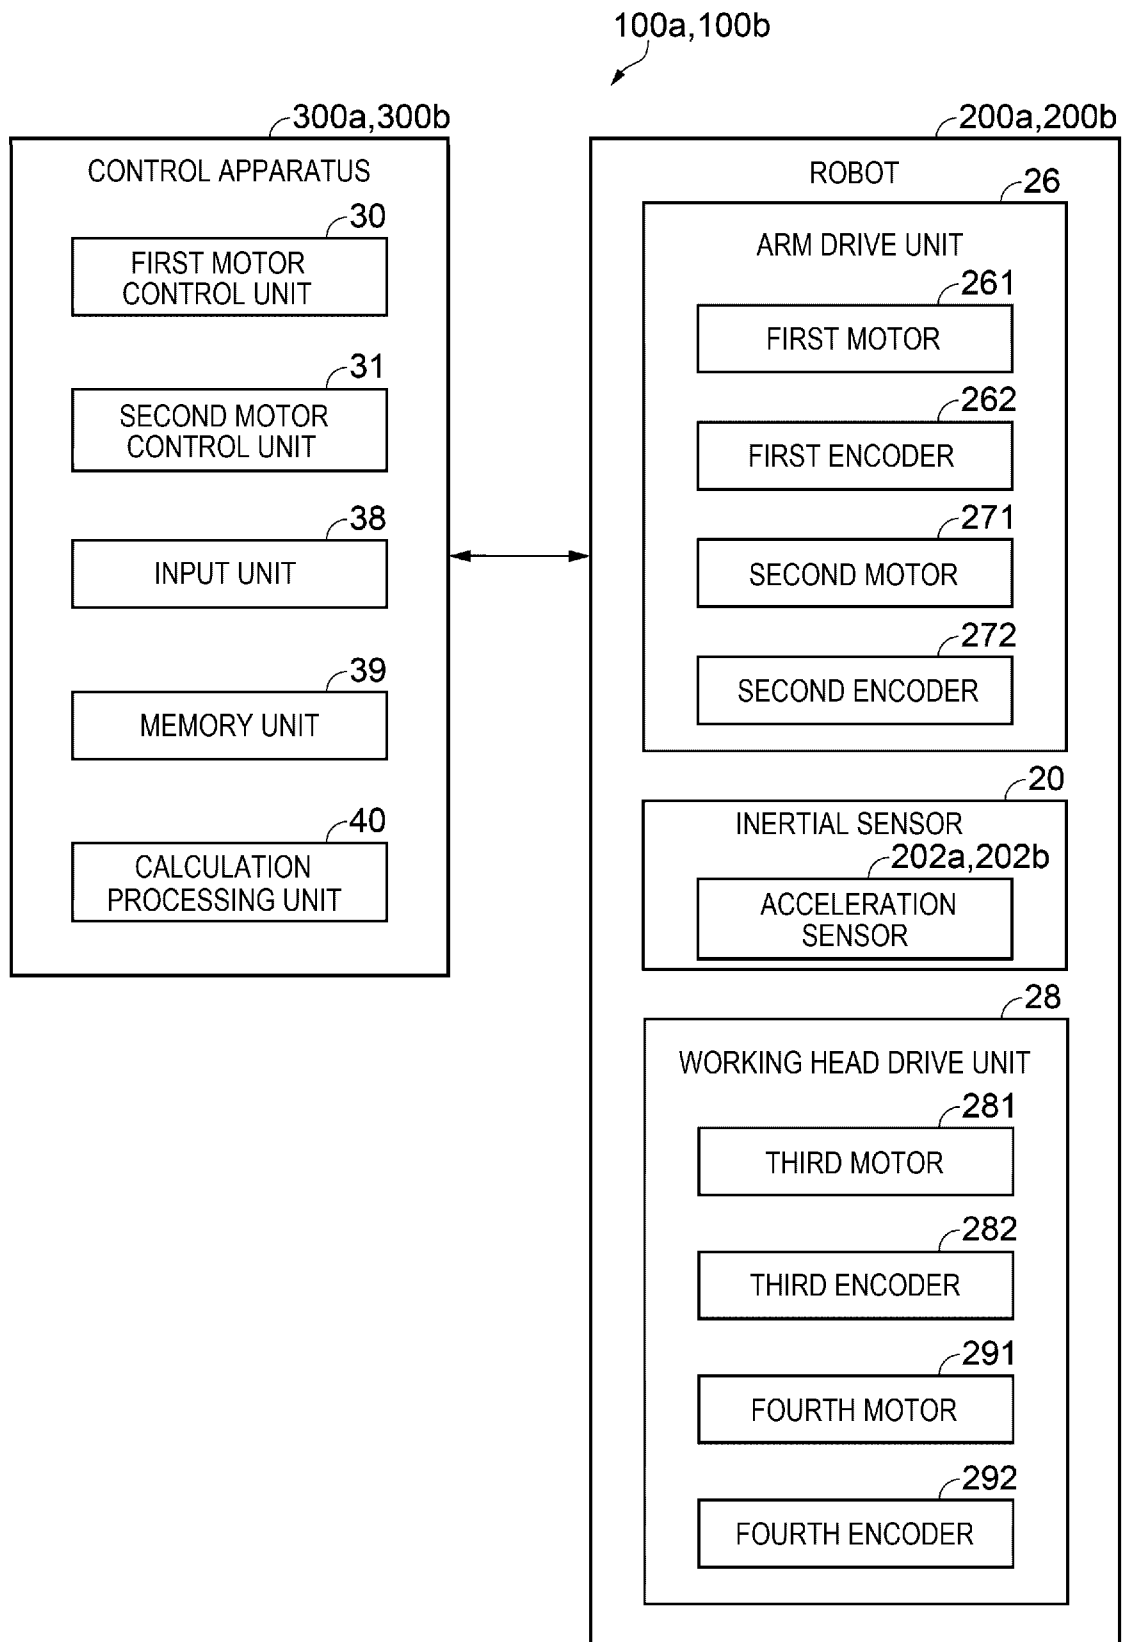 100a,100b
300a,300b
CONTROL APPARATUS
30
FIRST MOTOR
CONTROL UNIT
31
SECOND MOTOR
CONTROL UNIT
38
INPUT UNIT
39
MEMORY UNIT
40
CALCULATION
PROCESSING UNIT
200a,200b
ROBOT
26
ARM DRIVE UNIT
261
FIRST MOTOR
262
FIRST ENCODER
271
SECOND MOTOR
272
SECOND ENCODER
20
INERTIAL SENSOR
202a,202b
ACCELERATION
SENSOR
28
WORKING HEAD DRIVE UNIT
281
THIRD MOTOR
282
THIRD ENCODER
291
FOURTH MOTOR
292
FOURTH ENCODER